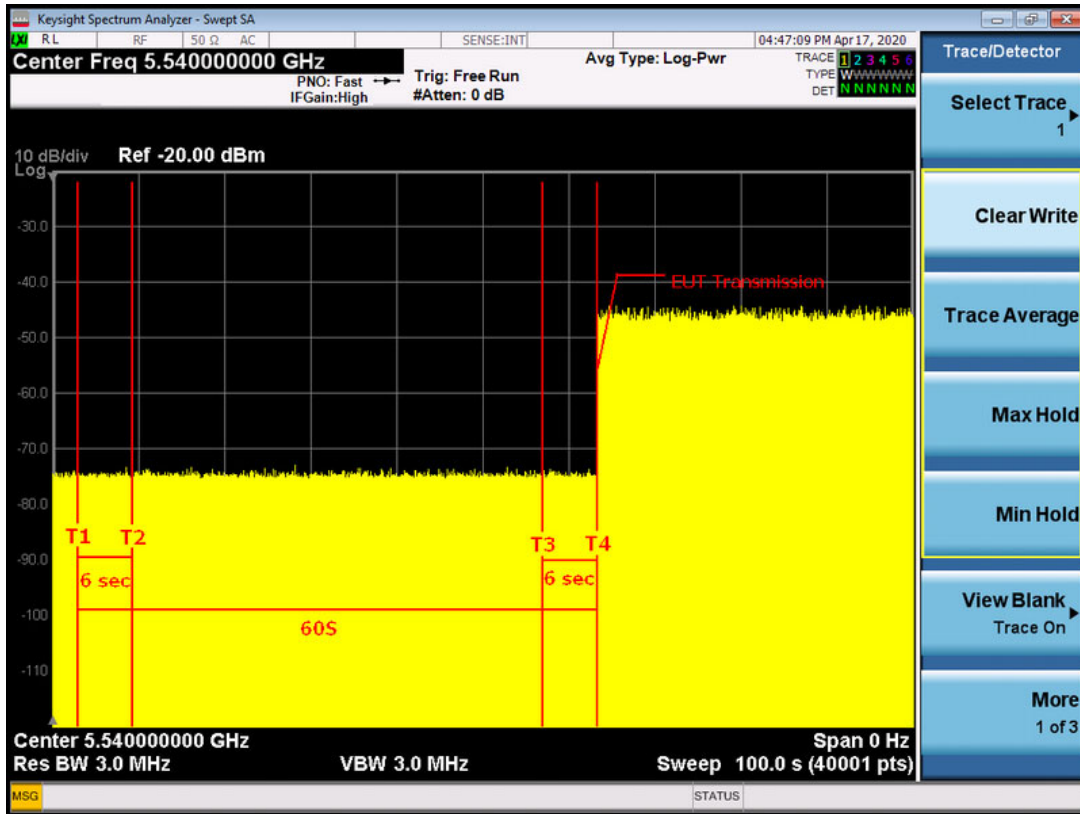 Keysight Spectrum Analyzer - Swept SA
LXI RL RF 50 Ω AC SENSE:INT 04:47:09 PM Apr 17, 2020
Center Freq 5.540000000 GHz
PNO: Fast
IFGain:High
Trig: Free Run
#Atten: 0 dB
Avg Type: Log-Pwr
TRACE 1 2 3 4 5 6
TYPE WWWWWW
DET N N N N N N
10 dB/div Ref -20.00 dBm
Log
-30.0
-40.0
-50.0
-60.0
-70.0
-80.0
-90.0
-100
-110
EUT Transmission
T1 T2 T3 T4
6 sec 6 sec
60S
Center 5.540000000 GHz Span 0 Hz
Res BW 3.0 MHz VBW 3.0 MHz Sweep 100.0 s (40001 pts)
MSG STATUS
Trace/Detector
Select Trace
1
Clear Write
Trace Average
Max Hold
Min Hold
View Blank
Trace On
More
1 of 3